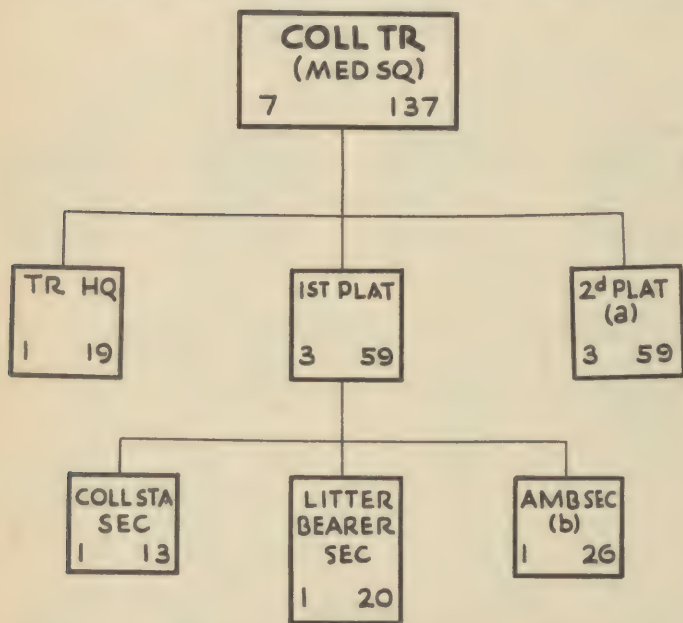 COLL TR
(MED SQ)
7 137
TR HQ
1 19
1ST PLAT
3 59
2d PLAT
(a)
3 59
COLL STA
SEC
1 13
LITTER
BEARER
SEC
1 20
AMB SEC
(b)
1 26